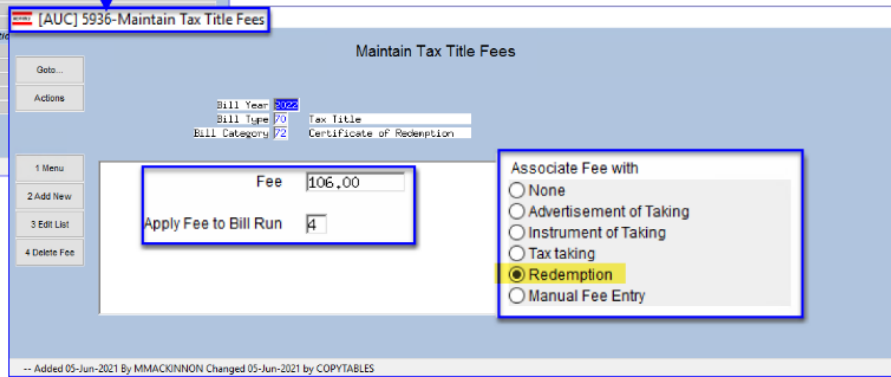 [AUC] 5936-Maintain Tax Title Fees
Maintain Tax Title Fees
Goto...
Actions
Bill Year 2022
Bill Type 70 Tax Title
Bill Category 72 Certificate of Redemption
1 Menu
2 Add New
3 Edit List
4 Delete Fee
Fee 106.00
Apply Fee to Bill Run 4
Associate Fee with
None
Advertisement of Taking
Instrument of Taking
Tax taking
Redemption
Manual Fee Entry
-- Added 05-Jun-2021 By MMACKINNON Changed 05-Jun-2021 by COPYTABLES